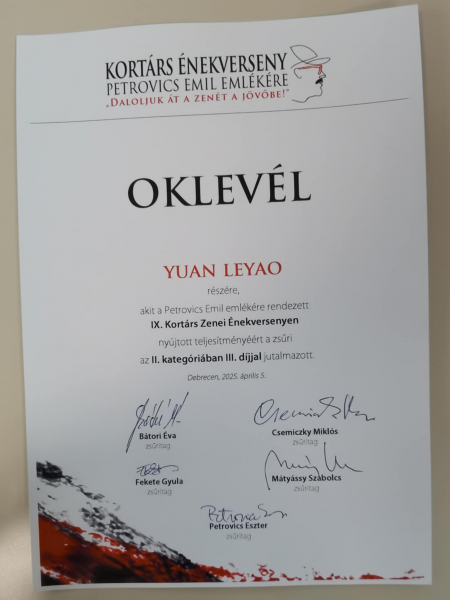 KORTÁRS ÉNEKVERSENY
PETROVICS EMIL EMLÉKÉRE
„DALOLJUK ÁT A ZENÉT A JÖVŐBE!”
OKLEVÉL
YUAN LEYAO
részére,
akit a Petrovics Emil emlékére rendezett
IX. Kortárs Zenei Énekversenyen
nyújtott teljesítményéért a zsűri
az II. kategóriában III. díjjal jutalmazott.
Debrecen, 2025. április 5.
Bátori Éva
zsűritag
Csemiczky Miklós
zsűritag
Fekete Gyula
zsűritag
Mátyássy Szabolcs
zsűritag
Petrovics Eszter
zsűritag